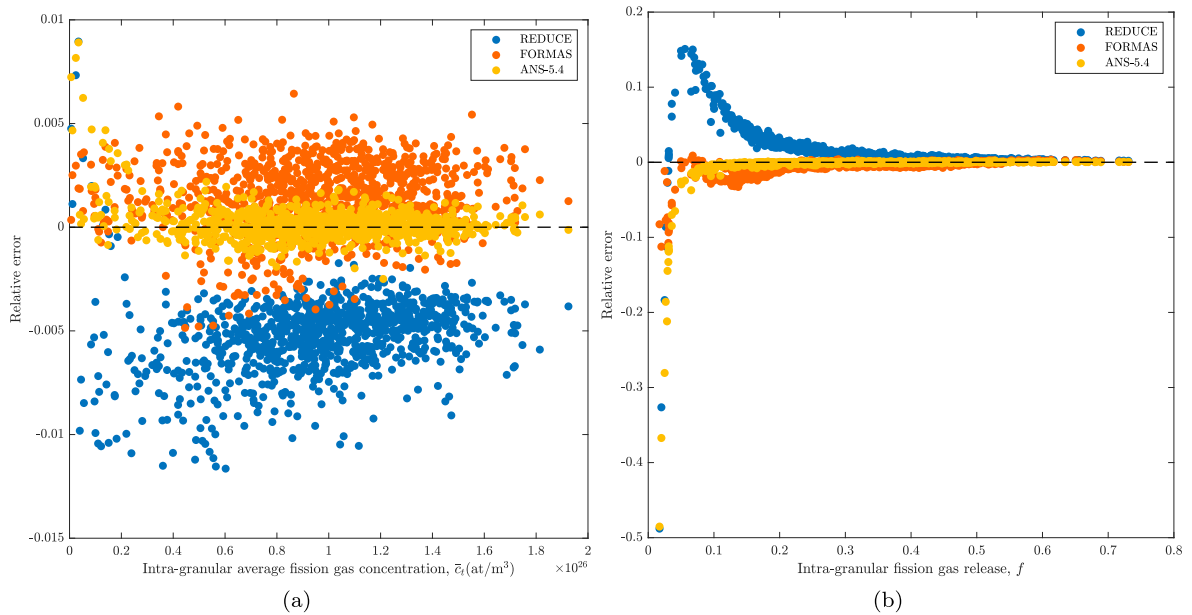 0.01
0.005
0
-0.005
-0.01
-0.015
Relative error
REDUCE
FORMAS
ANS-5.4
0 0.2 0.4 0.6 0.8 1 1.2 1.4 1.6 1.8 2
×10²⁶
Intra-granular average fission gas concentration, c̄ₜ(at/m³)
(a)
0.2
0.1
0
-0.1
-0.2
-0.3
-0.4
-0.5
Relative error
REDUCE
FORMAS
ANS-5.4
0 0.1 0.2 0.3 0.4 0.5 0.6 0.7 0.8
Intra-granular fission gas release, f
(b)